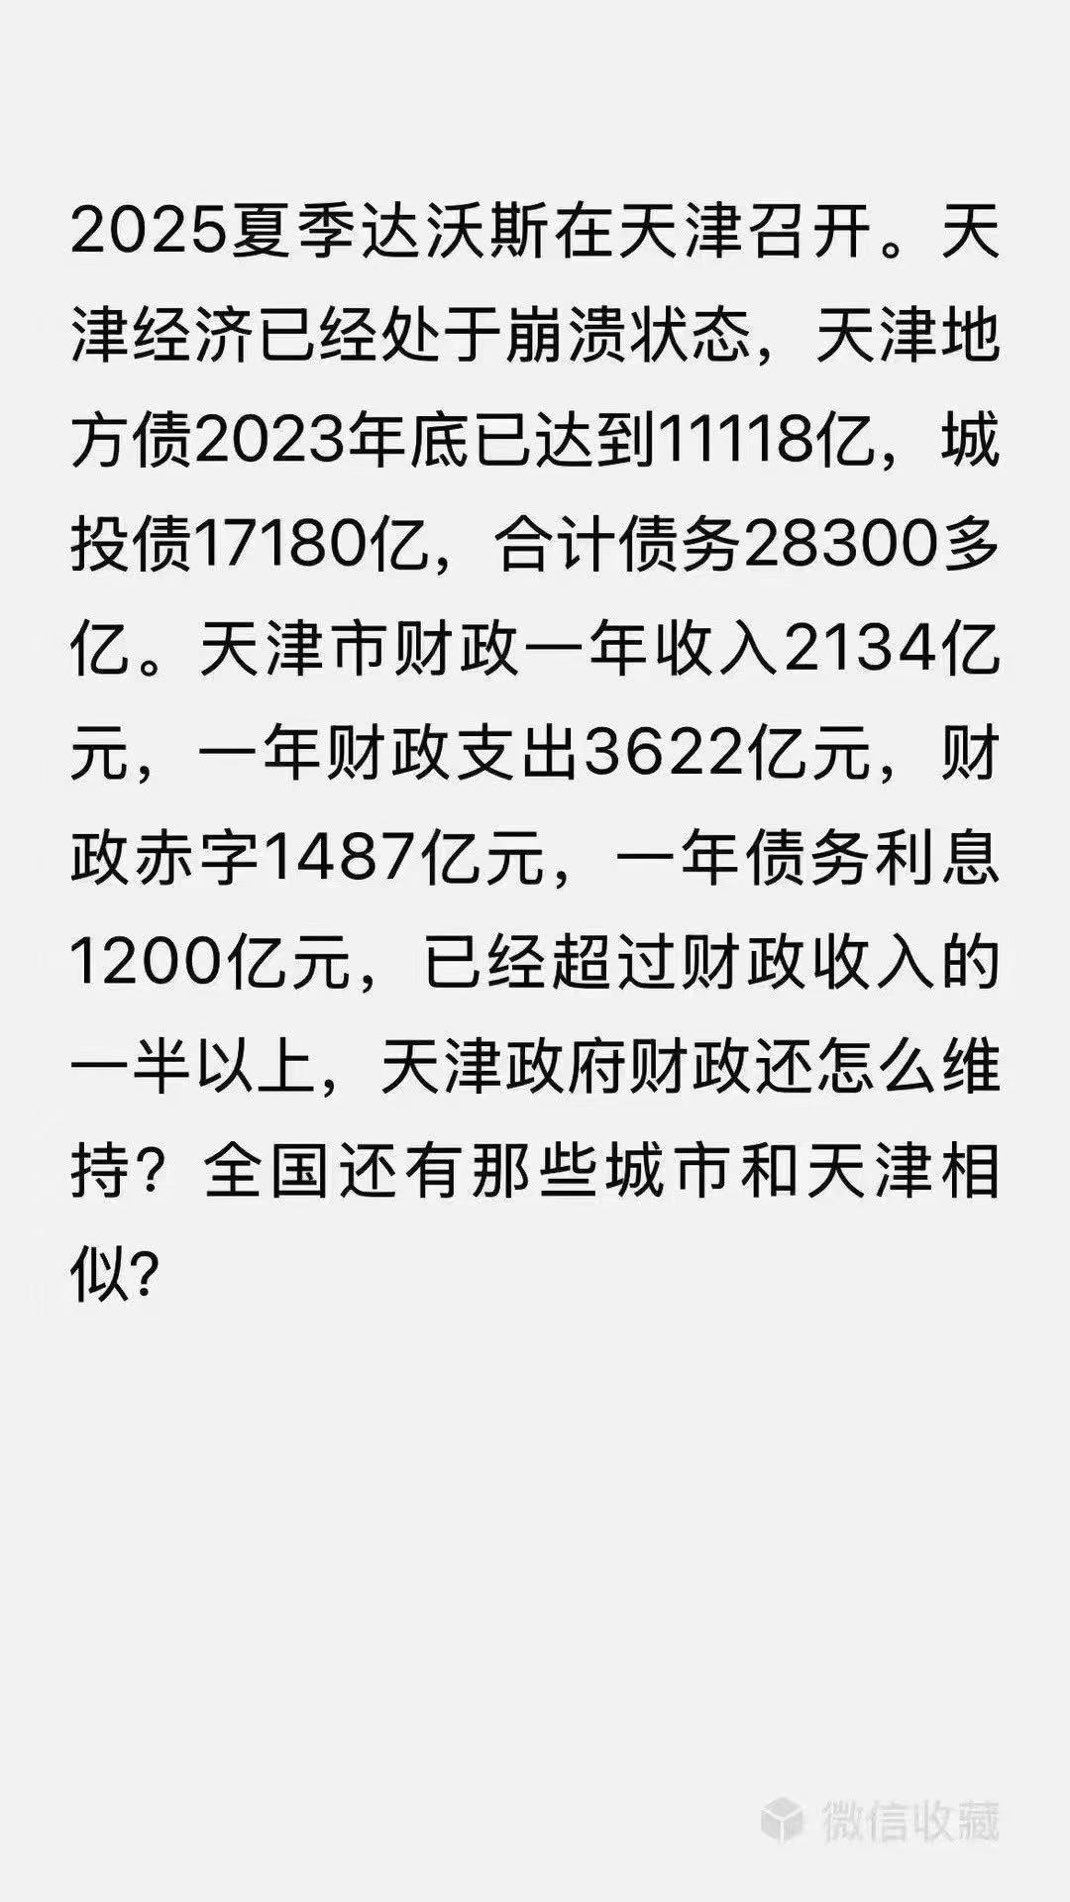 2025夏季达沃斯在天津召开。天
津经济已经处于崩溃状态，天津地
方债2023年底已达到11118亿，城
投债17180亿，合计债务28300多
亿。天津市财政一年收入2134亿
元，一年财政支出3622亿元，财
政赤字1487亿元，一年债务利息
1200亿元，已经超过财政收入的
一半以上，天津政府财政还怎么维
持？全国还有那些城市和天津相
似？
微信收藏